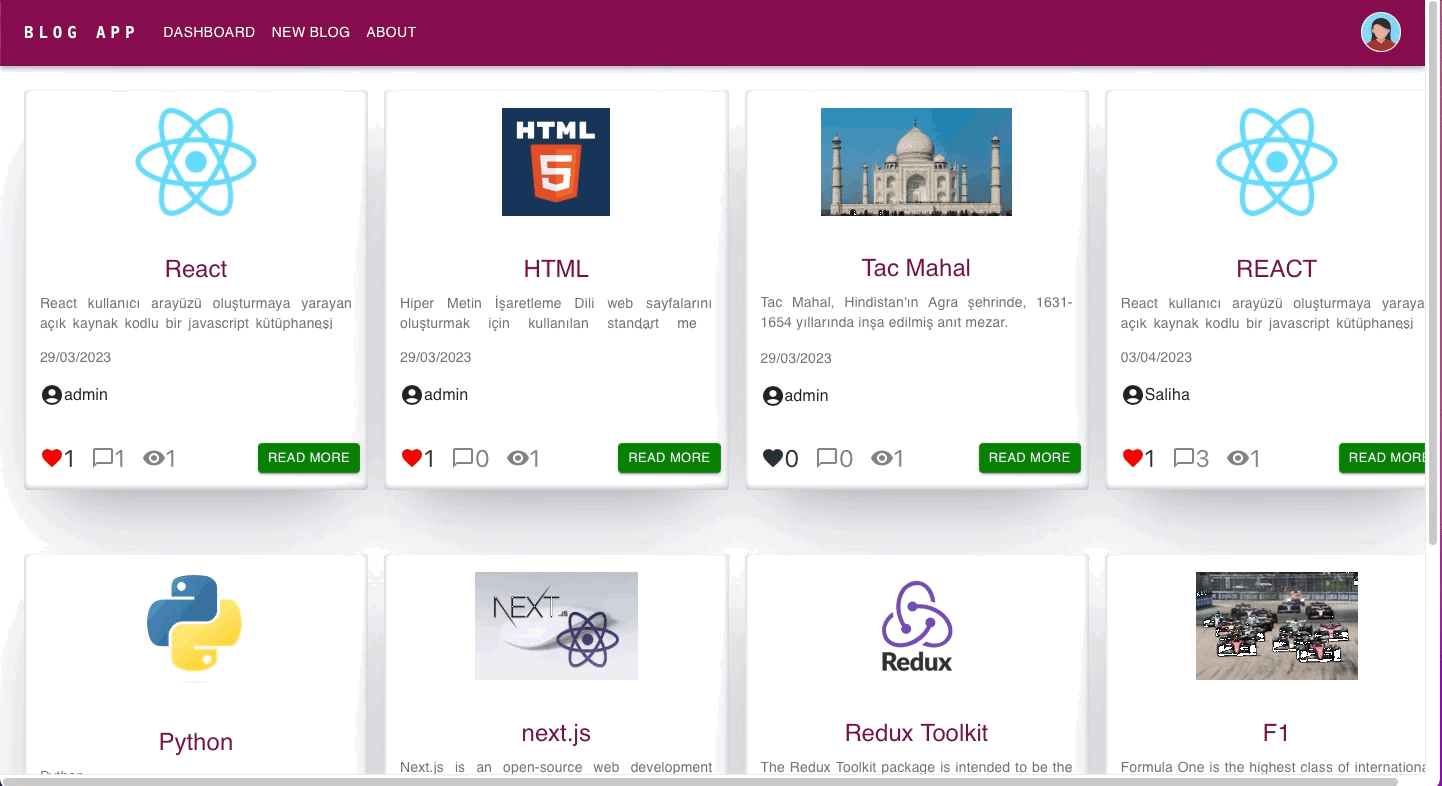 BLOG APP DASHBOARD NEW BLOG ABOUT
HTML
5
React
React kullanıcı arayüzü oluşturmaya yarayan
açık kaynak kodlu bir javascript kütüphanesi
29/03/2023
admin
1 1 1 READ MORE
HTML
Hiper Metin İşaretleme Dili web sayfalarını
oluşturmak için kullanılan standart me
29/03/2023
admin
1 0 1 READ MORE
Tac Mahal
Tac Mahal, Hindistan'ın Agra şehrinde, 1631-
1654 yıllarında inşa edilmiş anıt mezar.
29/03/2023
admin
0 0 1 READ MORE
REACT
React kullanıcı arayüzü oluşturmaya yaraya
açık kaynak kodlu bir javascript kütüphanesi
03/04/2023
Saliha
1 3 1 READ MORE
Python
Python
NEXT.JS
next.js
Next.js is an open-source web development
Redux
Redux Toolkit
The Redux Toolkit package is intended to be the
F1
Formula One is the highest class of internationa